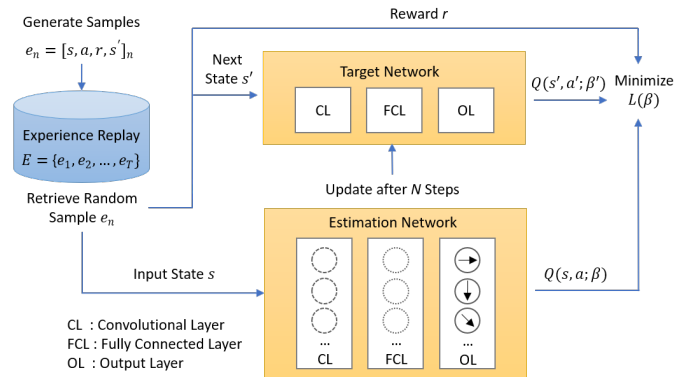 Generate Samples
e_n = [s, a, r, s′]_n
Experience Replay
E = {e_1, e_2, ..., e_T}
Retrieve Random
Sample e_n
Reward r
Next
State s′
Target Network
CL FCL OL
Q(s′, a′; β′)
Minimize
L(β)
Update after N Steps
Estimation Network
Input State s
... ... ...
CL FCL OL
Q(s, a; β)
CL : Convolutional Layer
FCL : Fully Connected Layer
OL : Output Layer